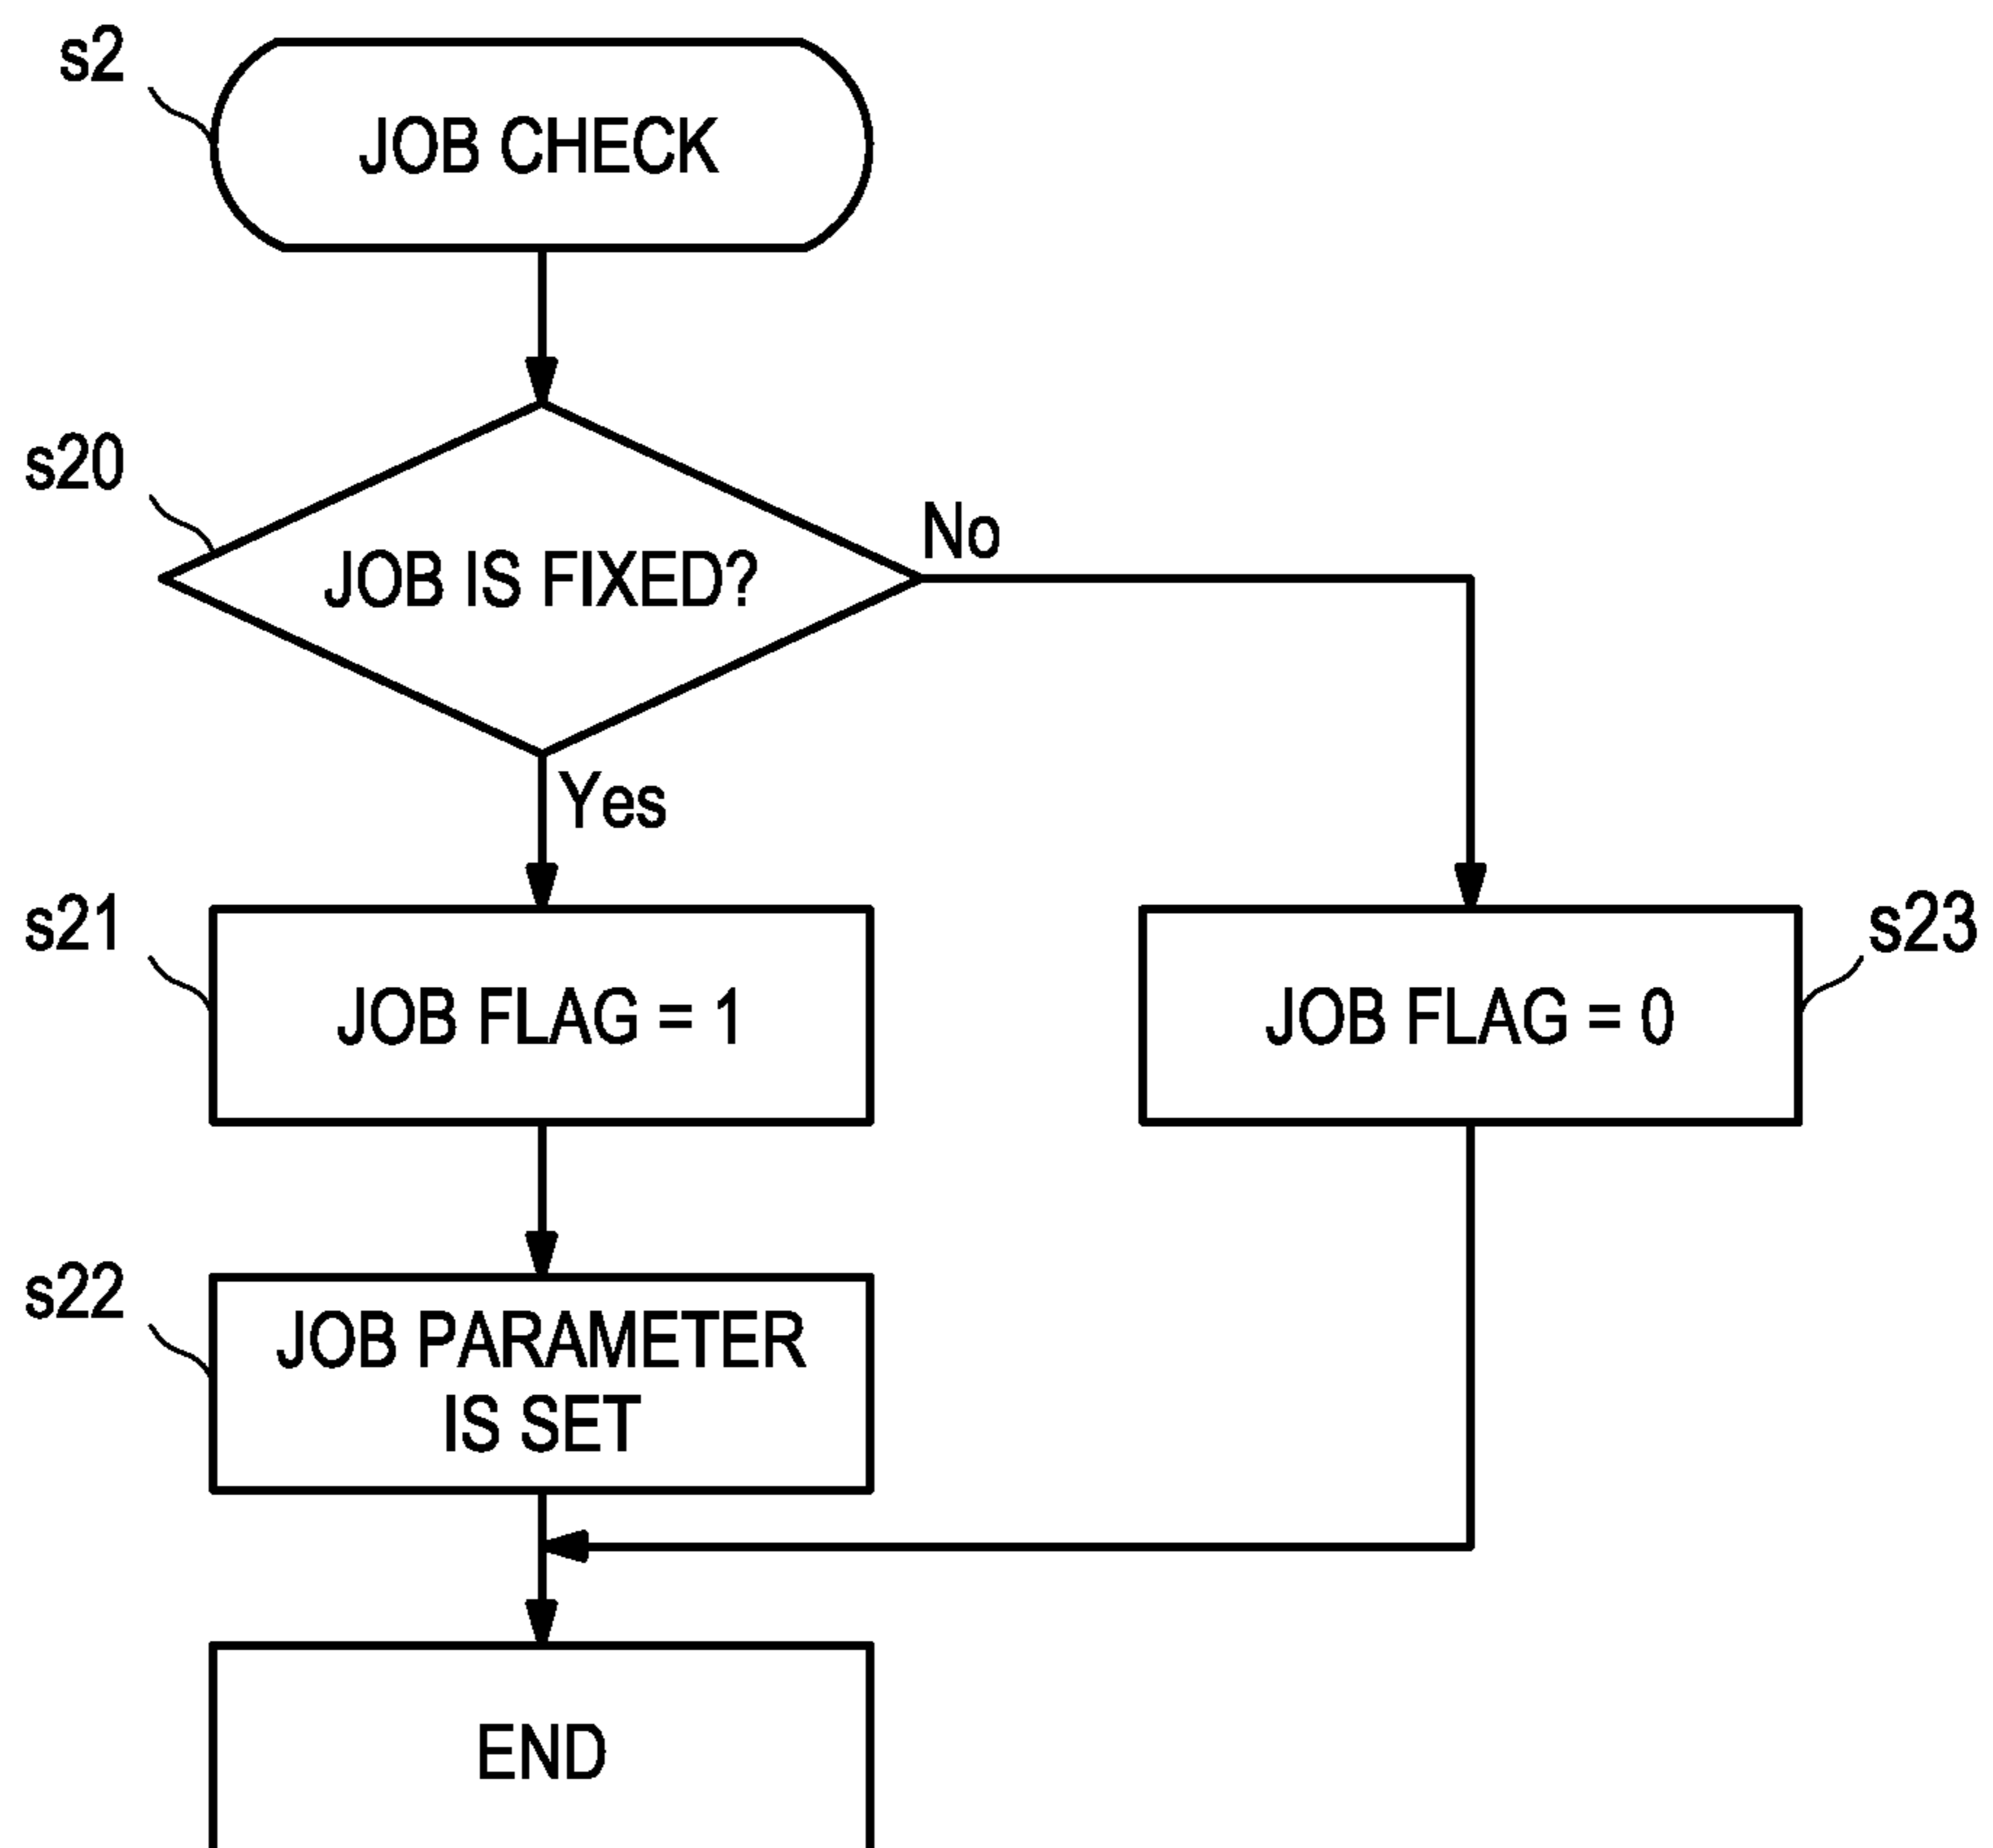 s2
JOB CHECK
s20
JOB IS FIXED?
No
Yes
s21
JOB FLAG = 1
JOB FLAG = 0
s23
s22
JOB PARAMETER
IS SET
END